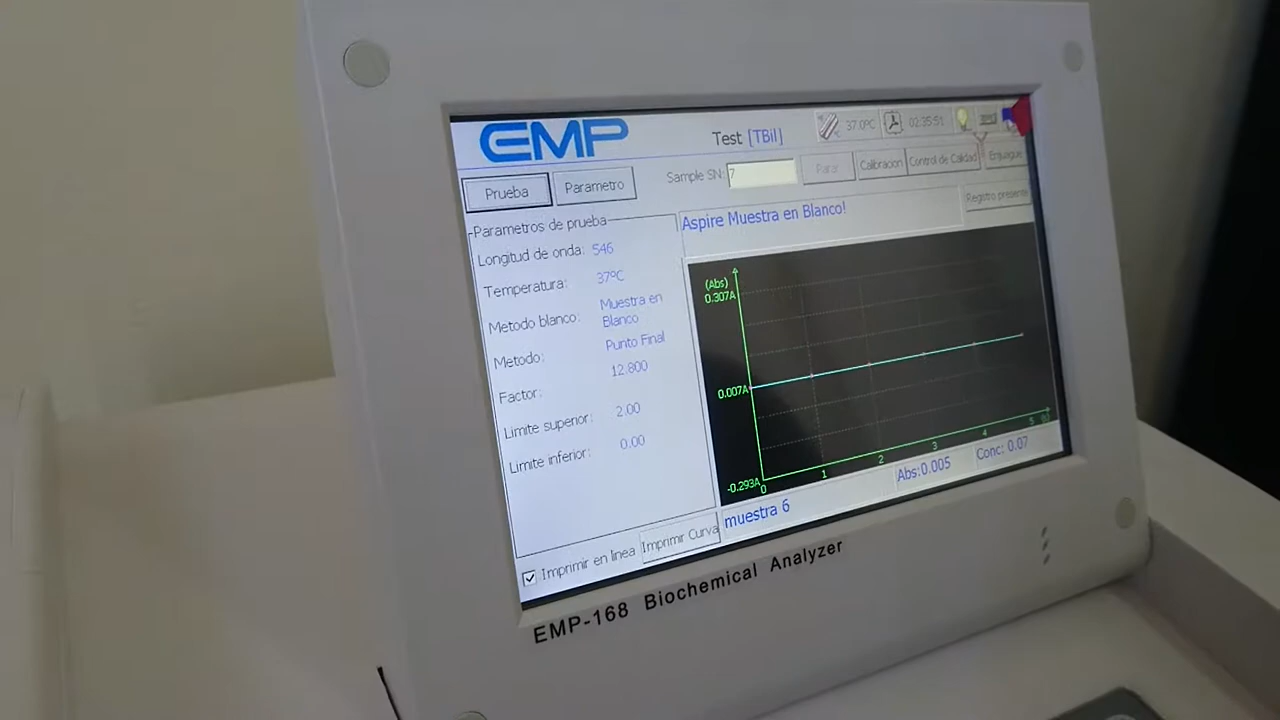 EMP
Test [TBil]
37.0ºC
02:35:51
Prueba
Parametro
Sample SN: 7
Parar
Calibracion
Control de Calidad
Enjuague
Registro presente
Parametros de prueba
Aspire Muestra en Blanco!
Longitud de onda: 546
Temperatura: 37ºC
Metodo blanco: Muestra en
Blanco
Metodo: Punto Final
Factor: 12.800
Limite superior: 2.00
Limite inferior: 0.00
(Abs)
0.307A
0.007A
-0.293A
0 1 2 3 4 5
muestra 6
Abs:0.005
Conc: 0.07
Imprimir en linea
Imprimir Curva
EMP-168 Biochemical Analyzer